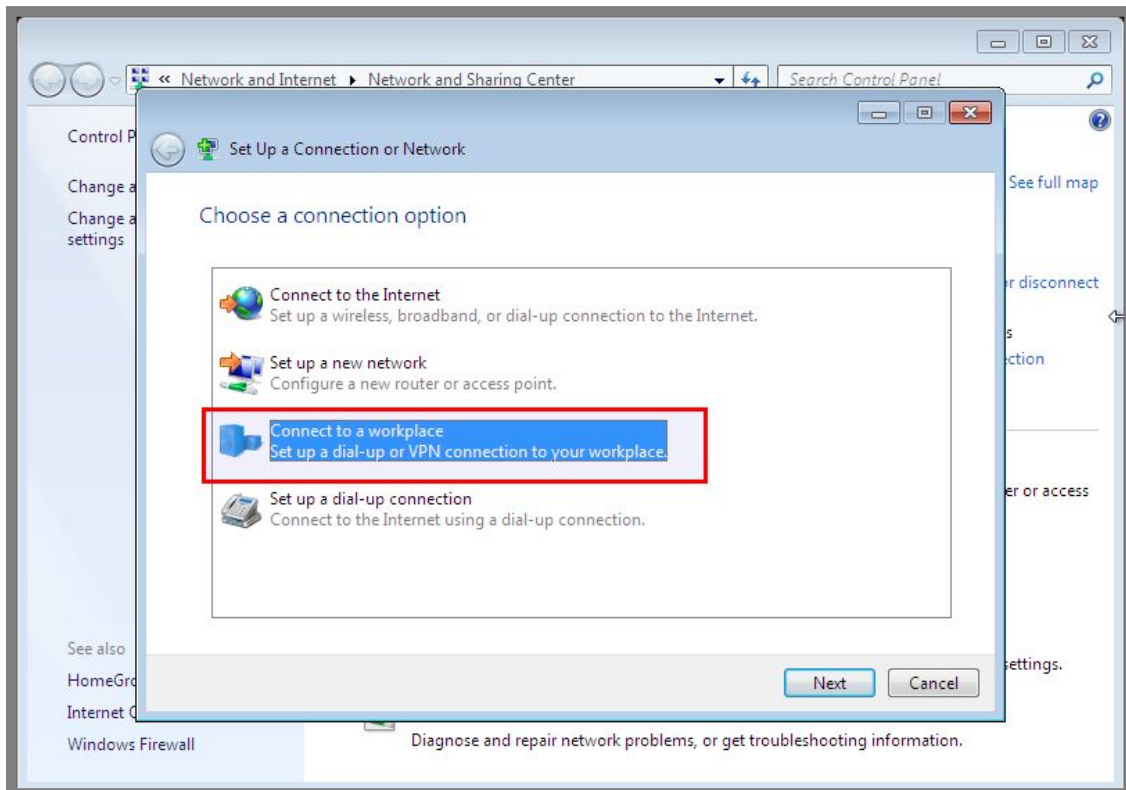 « Network and Internet ▸ Network and Sharing Center
Search Control Panel
Control P
Change a
Change a
settings
See also
HomeGro
Internet O
Windows Firewall
Set Up a Connection or Network
Choose a connection option
Connect to the Internet
Set up a wireless, broadband, or dial-up connection to the Internet.
Set up a new network
Configure a new router or access point.
Connect to a workplace
Set up a dial-up or VPN connection to your workplace.
Set up a dial-up connection
Connect to the Internet using a dial-up connection.
Next
Cancel
See full map
or disconnect
s
ction
er or access
settings.
Diagnose and repair network problems, or get troubleshooting information.